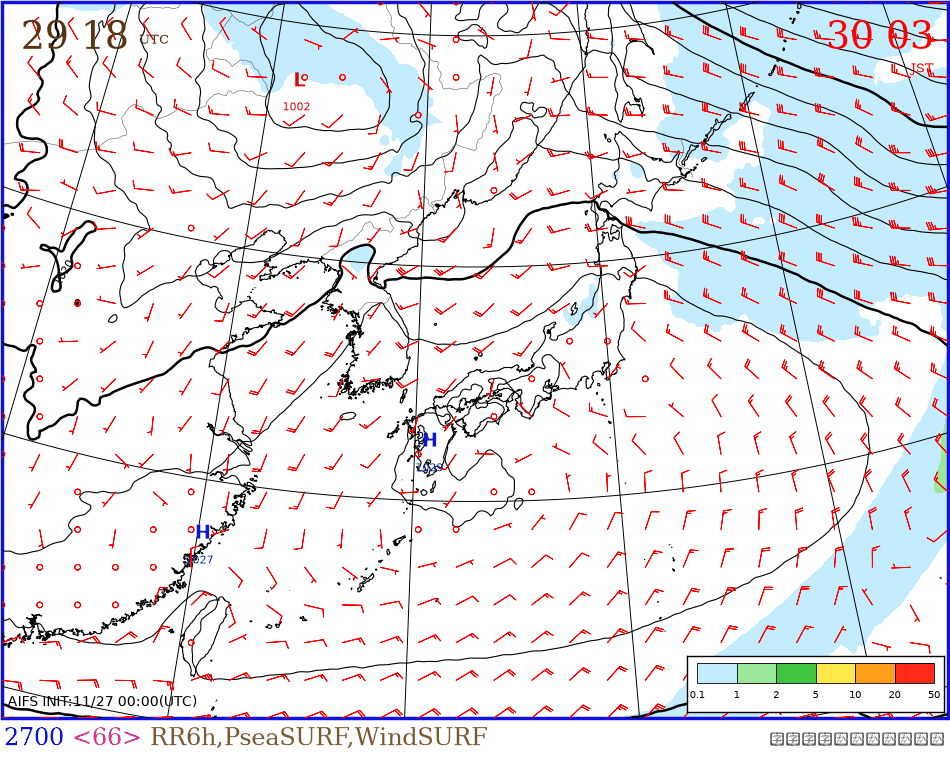 29 18 UTC
30 03
JST
L
1002
H
H
AIFS INIT:11/27 00:00(UTC)
0.1 1 2 5 10 20 50
2700 <66> RR6h,PseaSURF,WindSURF